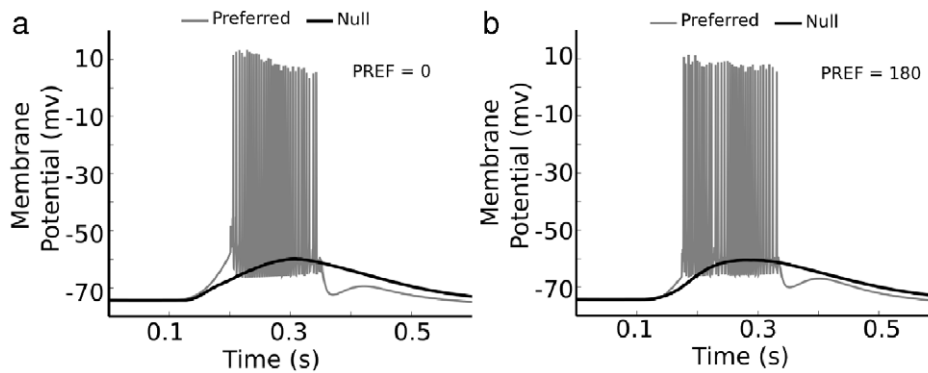 a
Preferred Null
PREF = 0
Membrane
Potential (mv)
10
-10
-30
-50
-70
0.1 0.3 0.5
Time (s)
b
Preferred Null
PREF = 180
Membrane
Potential (mv)
10
-10
-30
-50
-70
0.1 0.3 0.5
Time (s)